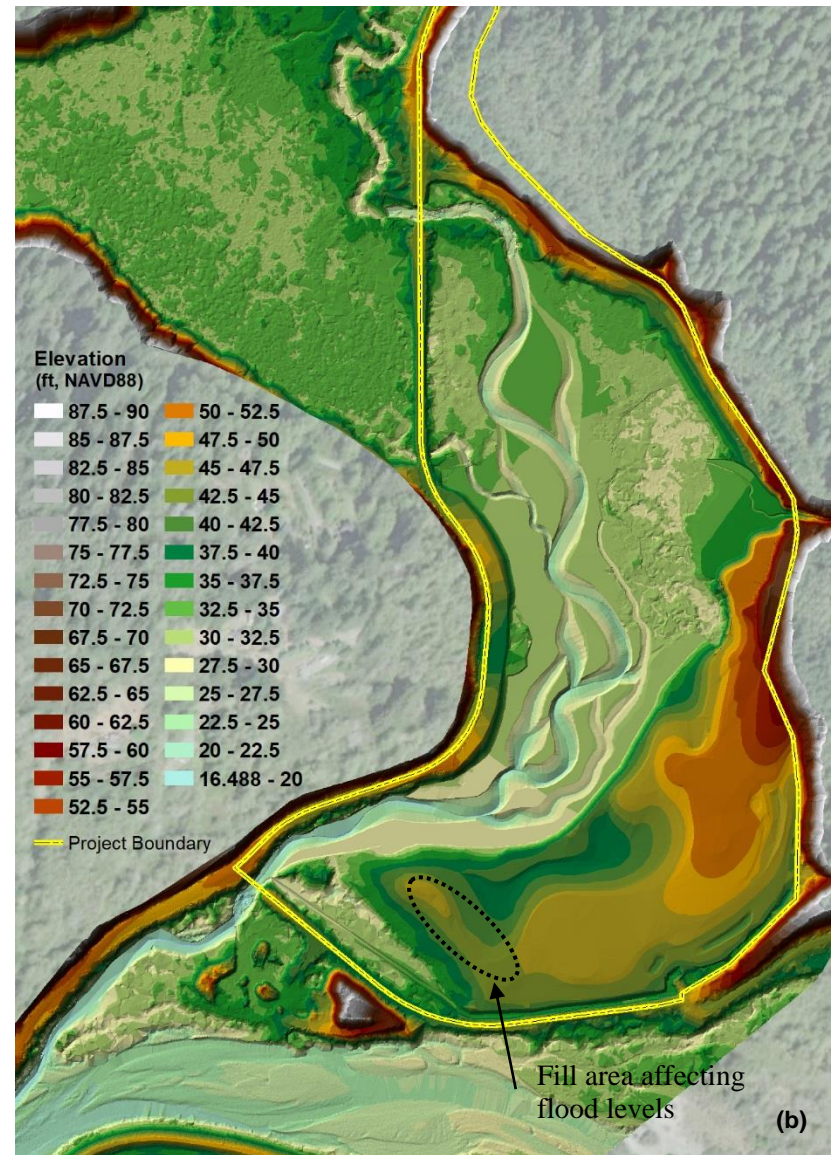 Elevation
(ft, NAVD88)
87.5 - 90
85 - 87.5
82.5 - 85
80 - 82.5
77.5 - 80
75 - 77.5
72.5 - 75
70 - 72.5
67.5 - 70
65 - 67.5
62.5 - 65
60 - 62.5
57.5 - 60
55 - 57.5
52.5 - 55
50 - 52.5
47.5 - 50
45 - 47.5
42.5 - 45
40 - 42.5
37.5 - 40
35 - 37.5
32.5 - 35
30 - 32.5
27.5 - 30
25 - 27.5
22.5 - 25
20 - 22.5
16.488 - 20
Project Boundary
Fill area affecting
flood levels
(b)